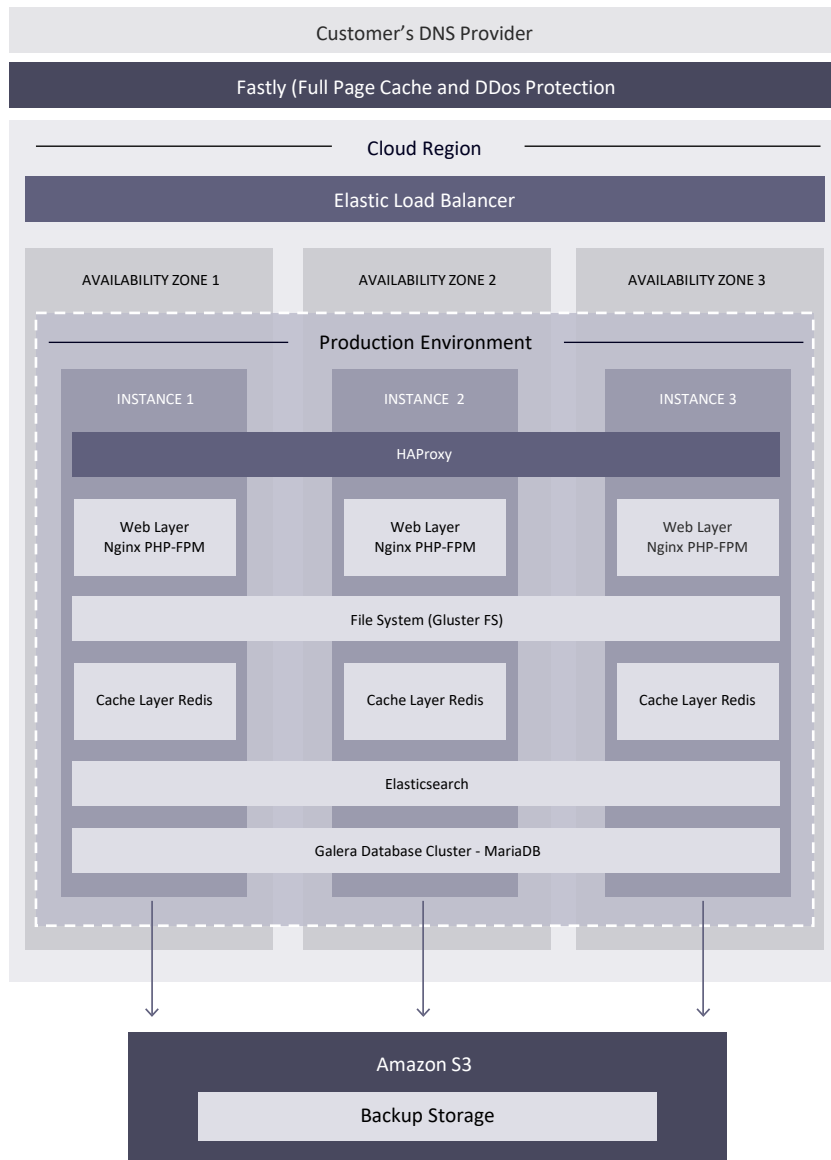 Customer’s DNS Provider
Fastly (Full Page Cache and DDos Protection
Cloud Region
Elastic Load Balancer
AVAILABILITY ZONE 1
AVAILABILITY ZONE 2
AVAILABILITY ZONE 3
Production Environment
INSTANCE 1
INSTANCE 2
INSTANCE 3
HAProxy
Web Layer
Nginx PHP-FPM
Web Layer
Nginx PHP-FPM
Web Layer
Nginx PHP-FPM
File System (Gluster FS)
Cache Layer Redis
Cache Layer Redis
Cache Layer Redis
Elasticsearch
Galera Database Cluster - MariaDB
Amazon S3
Backup Storage